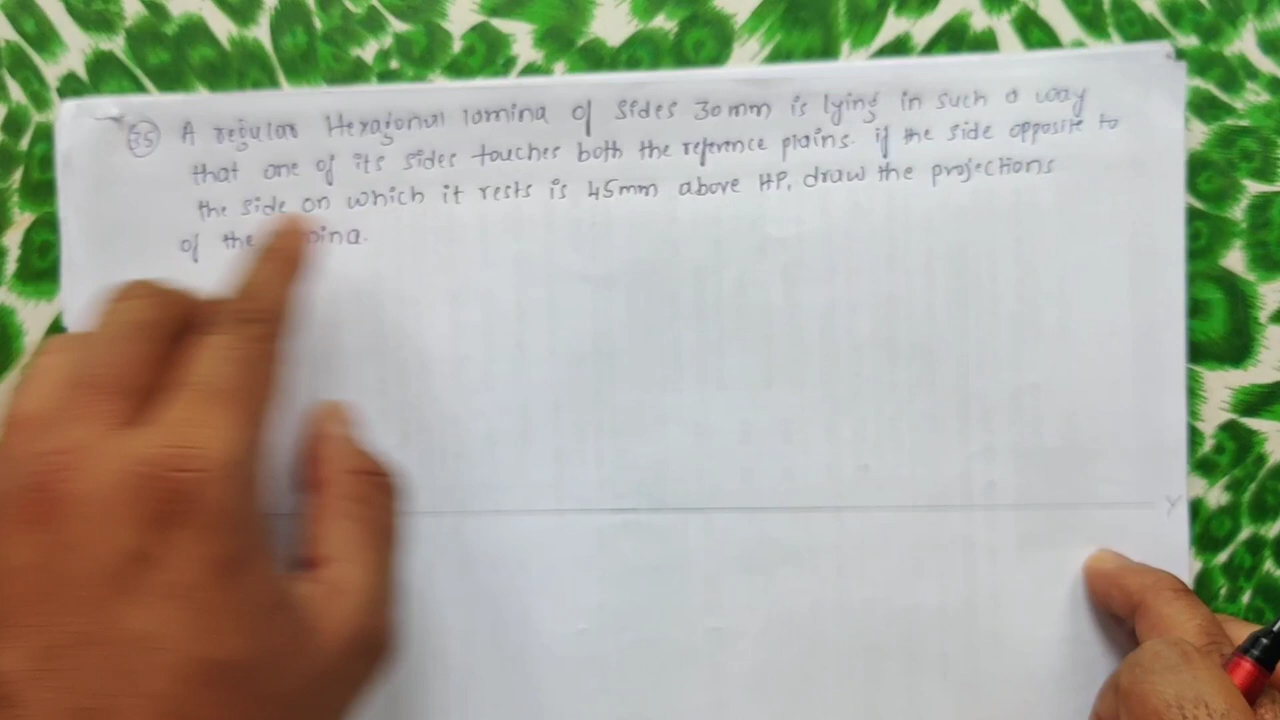 35 A regular Hexagonal lamina of sides 30mm is lying in such a way
that one of its sides touches both the reference plains. if the side opposite to
the side on which it rests is 45mm above HP, draw the projections
of the mina.
Y